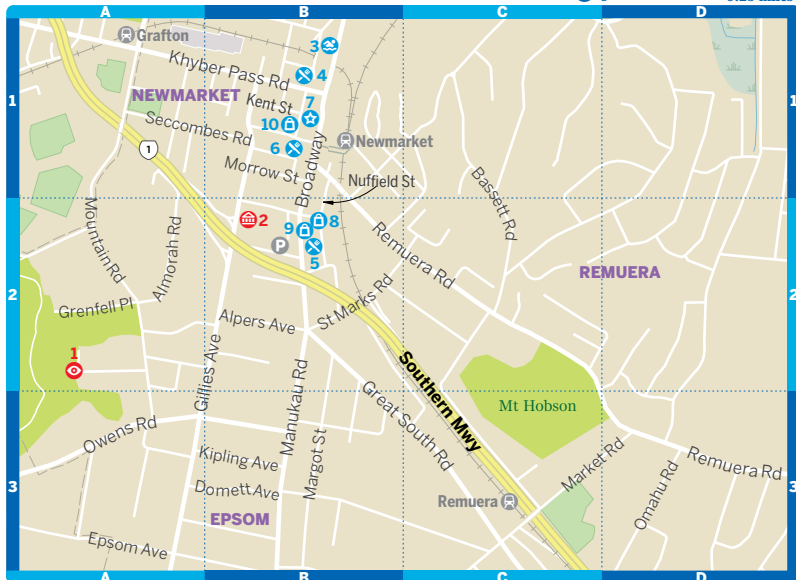 A
B
C
D
Grafton
3
Khyber Pass Rd
4
1
NEWMARKET
Kent St
7
10
Seccombes Rd
6
Newmarket
1
1
Morrow St
Broadway
Nuffield St
Bassett Rd
Mountain Rd
Almorah Rd
2
9
8
P
5
Remuera Rd
REMUERA
2
2
Grenfell Pl
Alpers Ave
St Marks Rd
1
Gillies Ave
Manukau Rd
Southern Mwy
Great South Rd
Mt Hobson
Owens Rd
Margot St
Kipling Ave
Market Rd
Remuera Rd
3
3
Domett Ave
Remuera
Omahu Rd
EPSOM
Epsom Ave
A
B
C
D